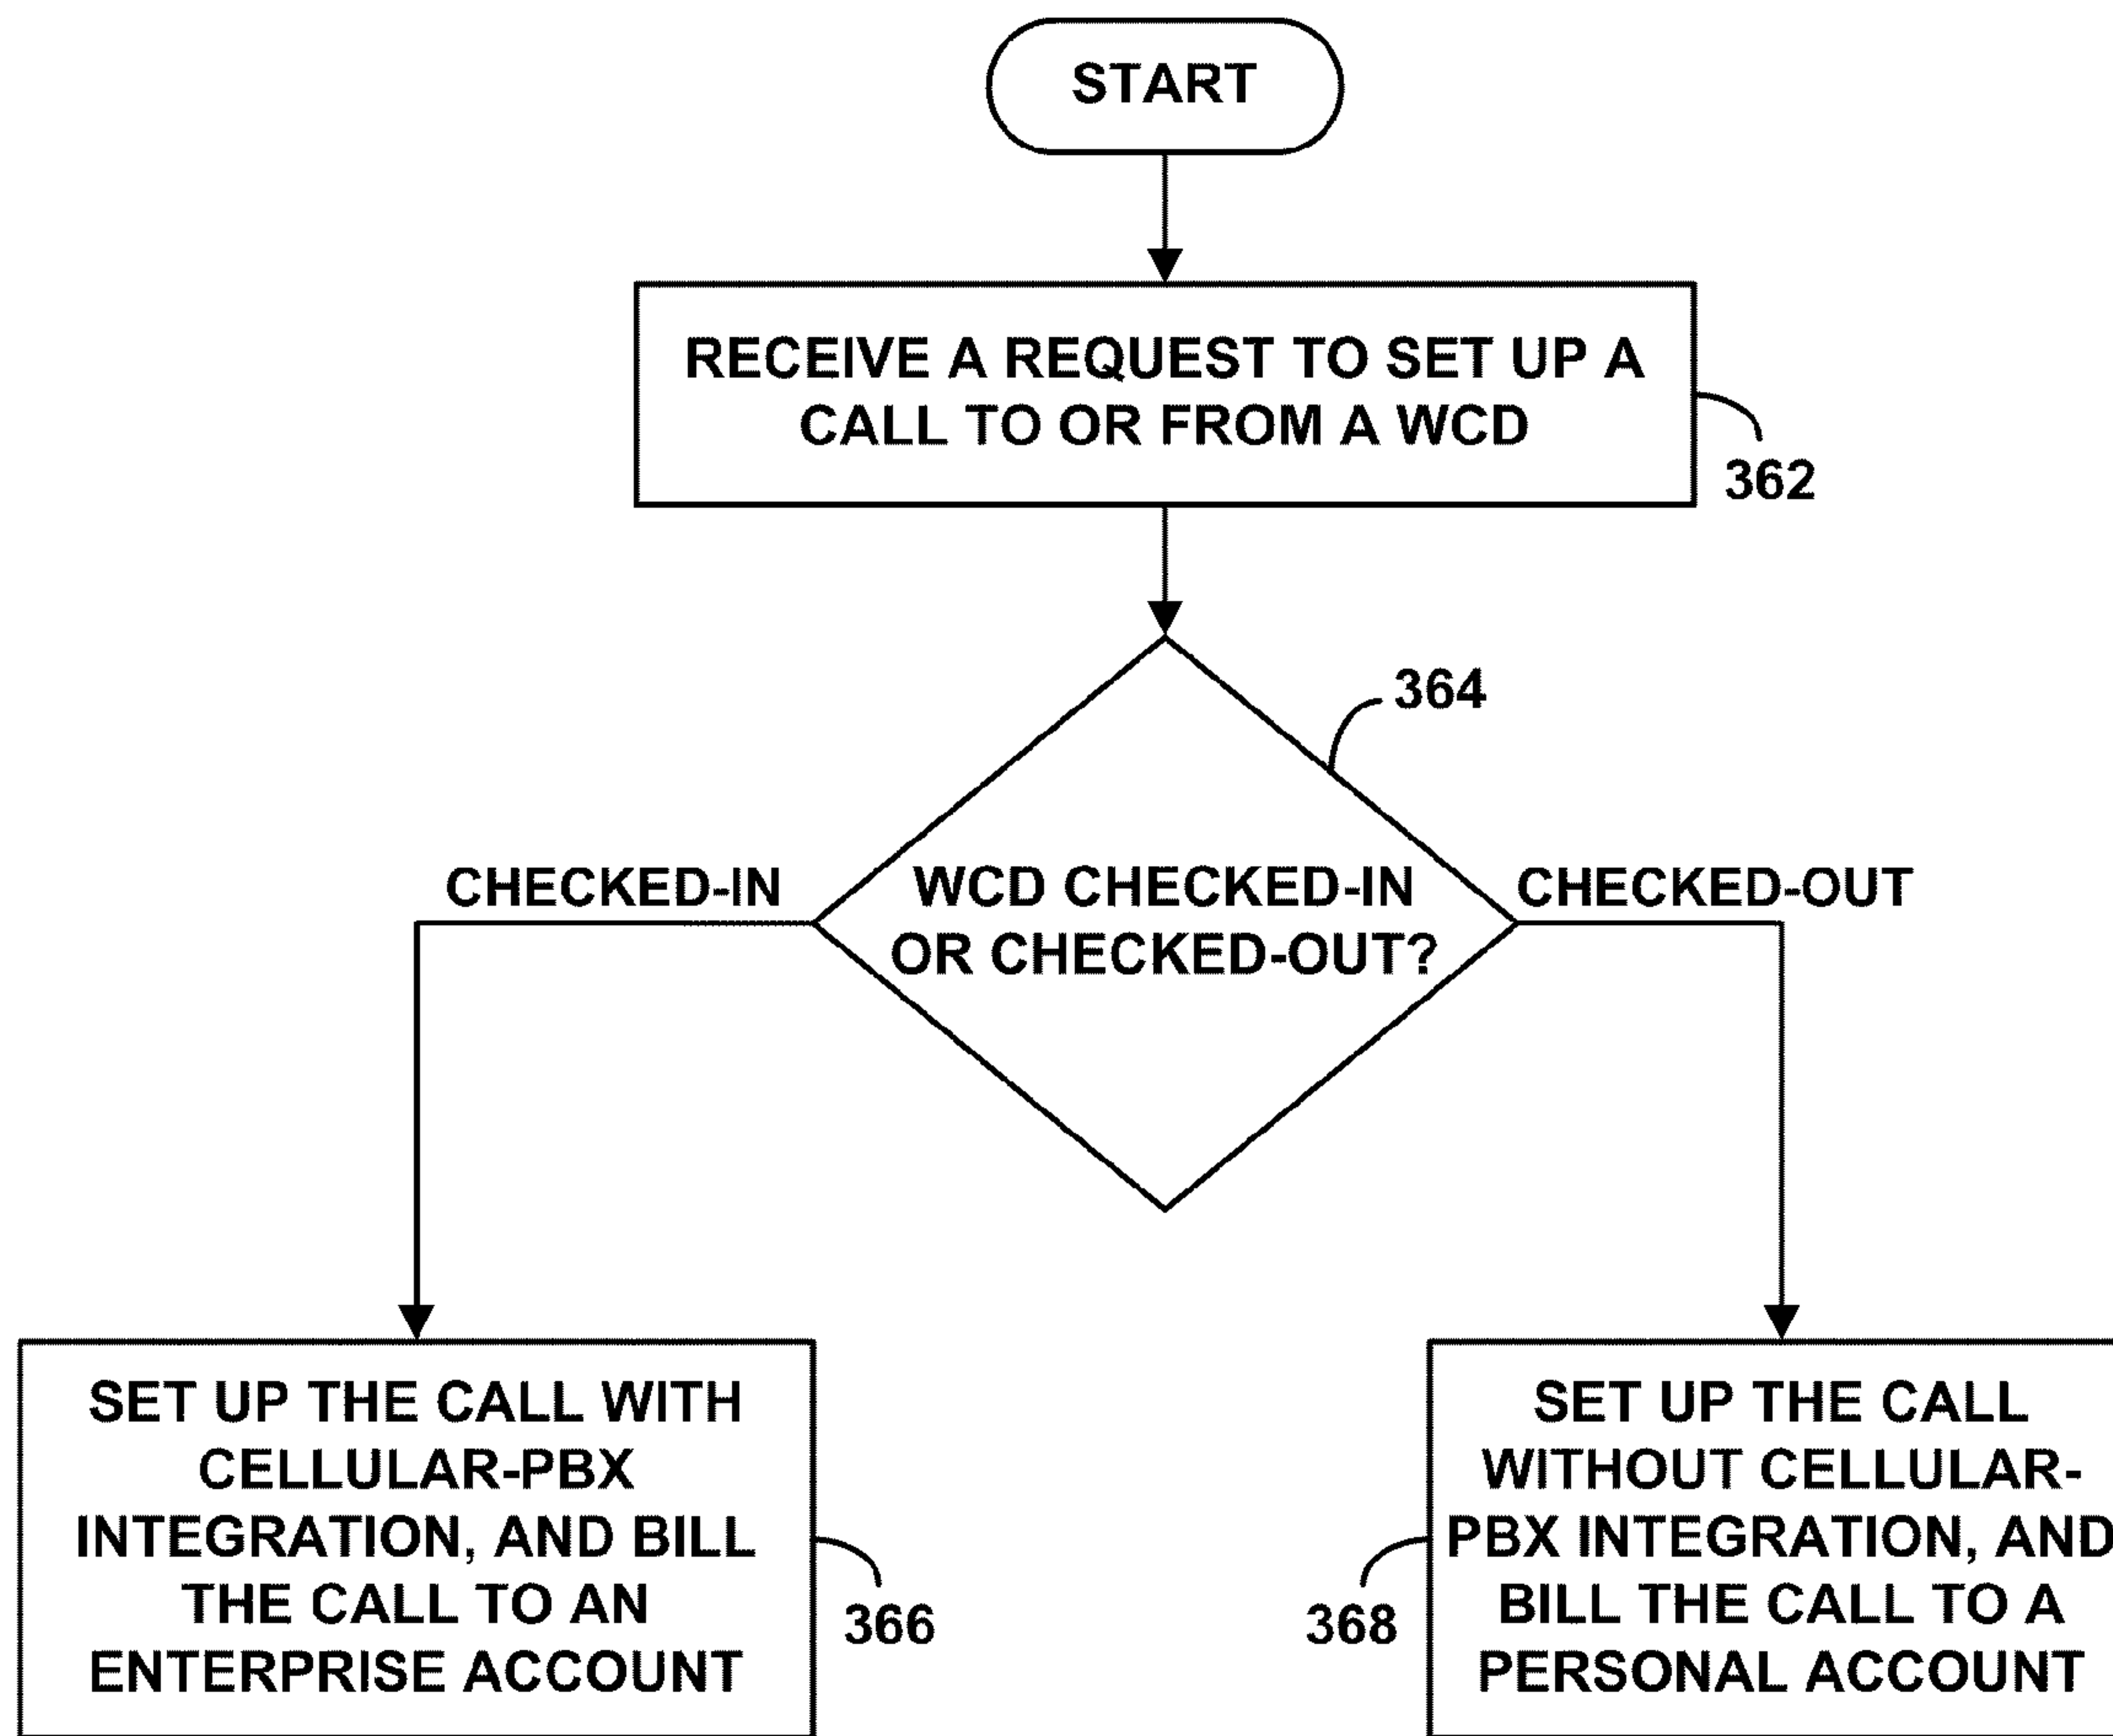 START
RECEIVE A REQUEST TO SET UP A
CALL TO OR FROM A WCD
362
364
CHECKED-IN
WCD CHECKED-IN
OR CHECKED-OUT?
CHECKED-OUT
SET UP THE CALL WITH
CELLULAR-PBX
INTEGRATION, AND BILL
THE CALL TO AN
ENTERPRISE ACCOUNT
366
SET UP THE CALL
WITHOUT CELLULAR-
PBX INTEGRATION, AND
BILL THE CALL TO A
PERSONAL ACCOUNT
368